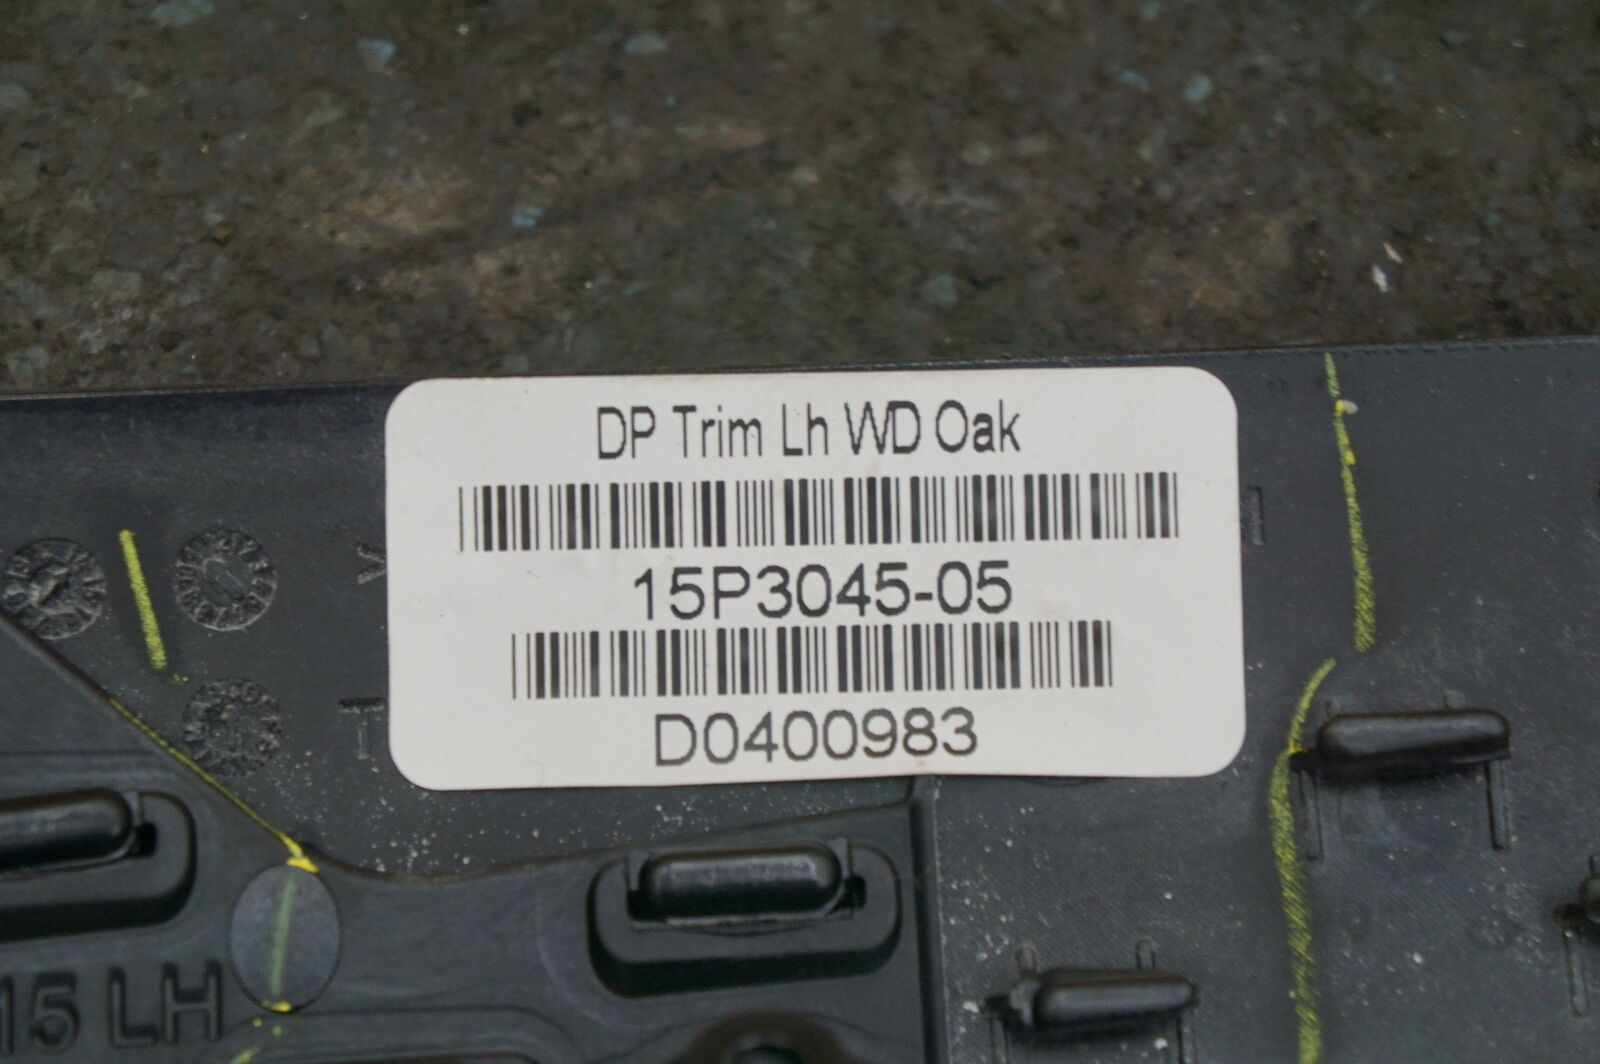 DP Trim Lh WD Oak
15P3045-05
D0400983
15 LH